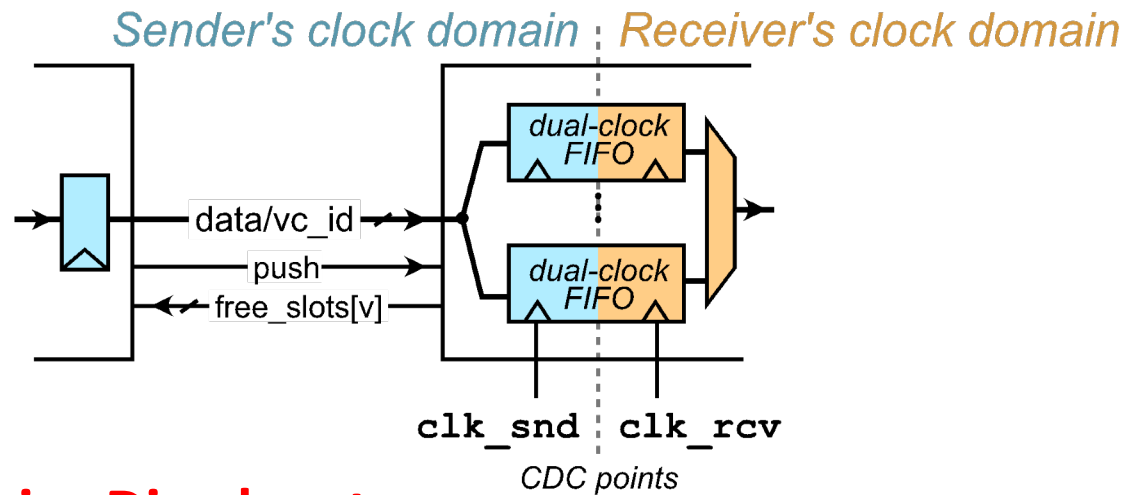 Sender's clock domain
Receiver's clock domain
dual-clock
FIFO
data/vc_id
push
free_slots[v]
dual-clock
FIFO
clk_snd
clk_rcv
CDC points